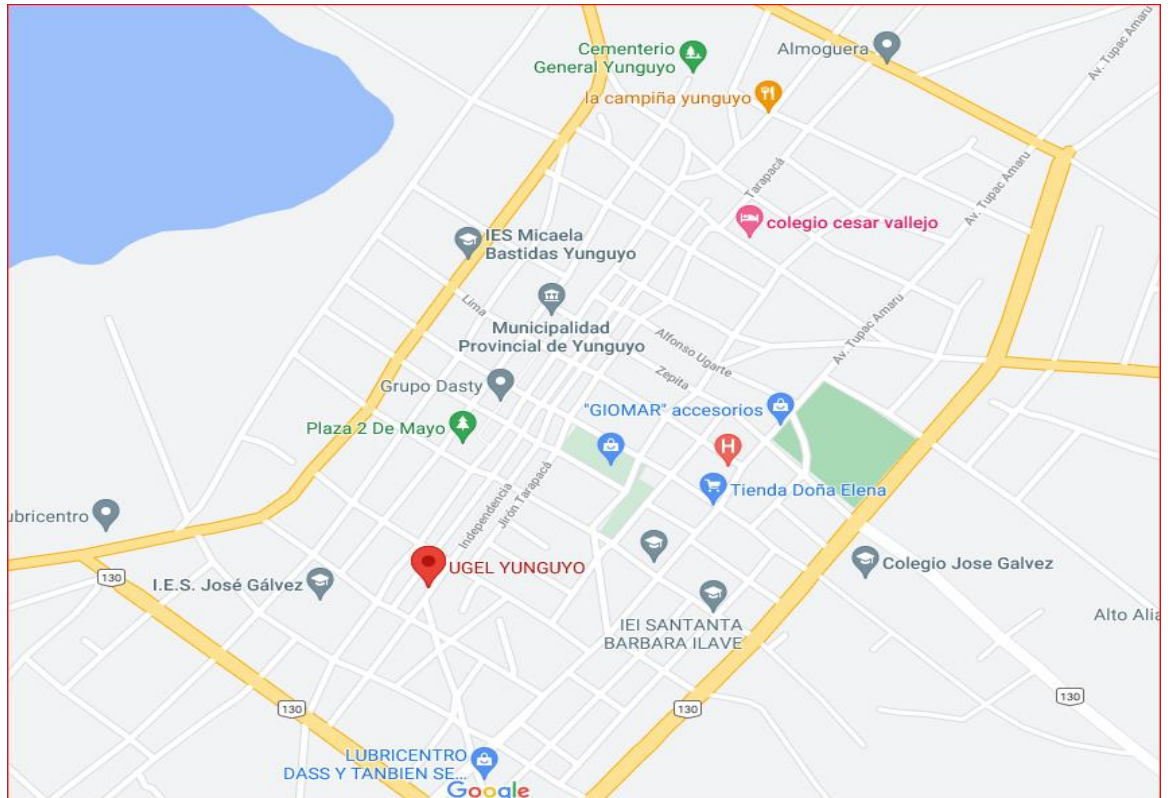 Cementerio
General Yunguyo
Almoguera
Av. Tupac Amaru
la campiña yunguyo
Tarapacá
Av. Tupac Amaru
colegio cesar vallejo
IES Micaela
Bastidas Yunguyo
Lima
Municipalidad
Provincial de Yunguyo
Alfonso Ugarte
Av. Tupac Amaru
Zepita
Grupo Dasty
"GIOMAR" accesorios
Plaza 2 De Mayo
H
Tienda Doña Elena
Independencia
Jirón Tarapacá
ubricentro
130
UGEL YUNGUYO
I.E.S. José Gálvez
Colegio Jose Galvez
IEI SANTANTA
BARBARA ILAVE
Alto Alia
130
130
130
LUBRICENTRO
DASS Y TANBIEN SE...
Google